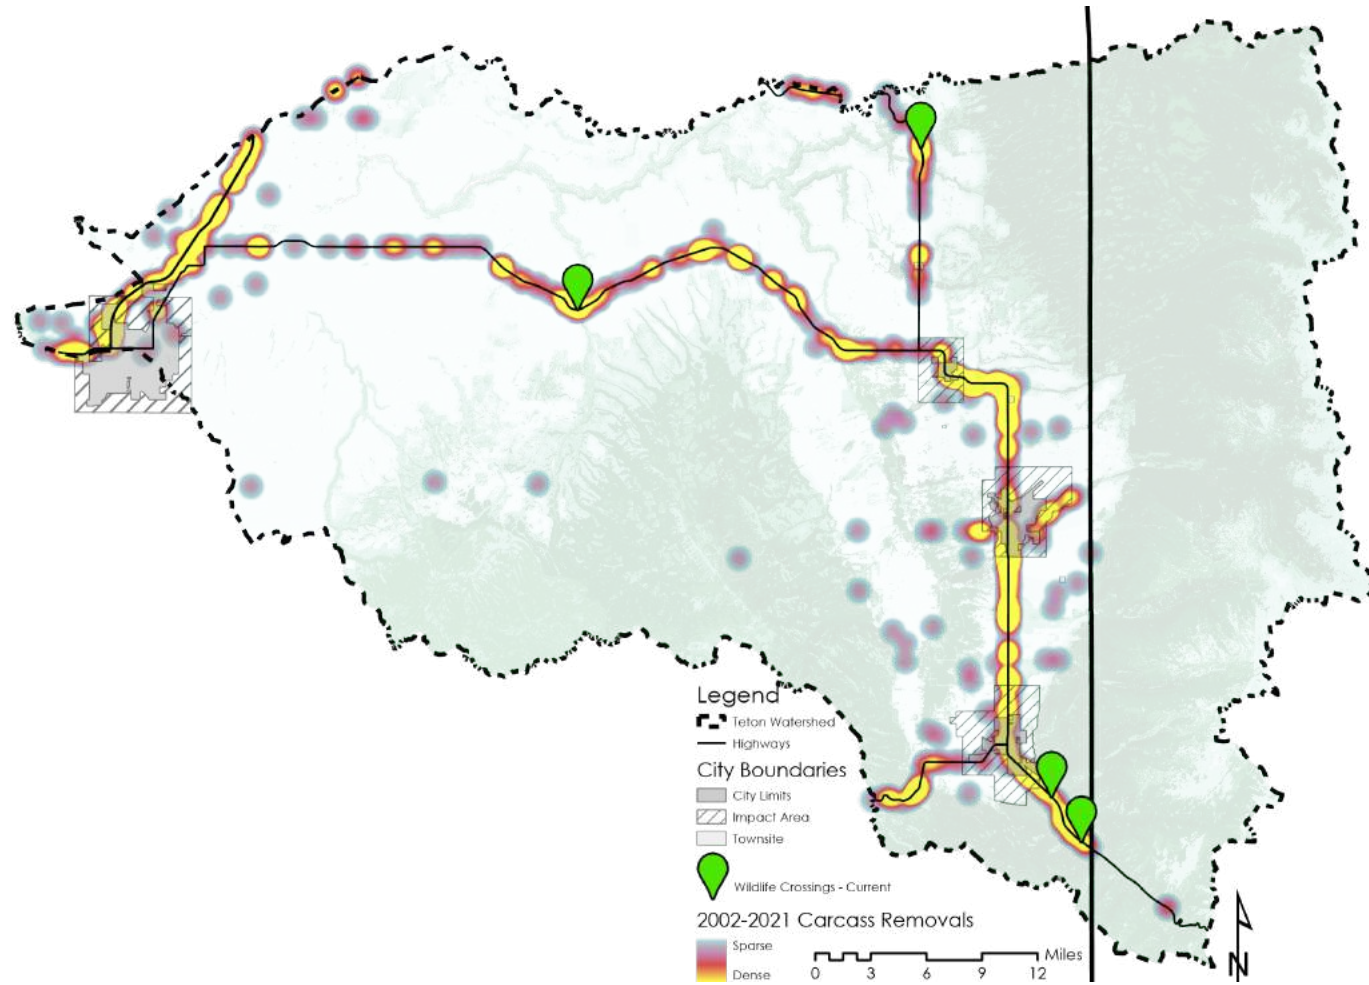 Legend
Teton Watershed
Highways
City Boundaries
City Limits
Impact Area
Townsite
Wildlife Crossings - Current
2002-2021 Carcass Removals
Sparse
Dense
Miles
0 3 6 9 12
N